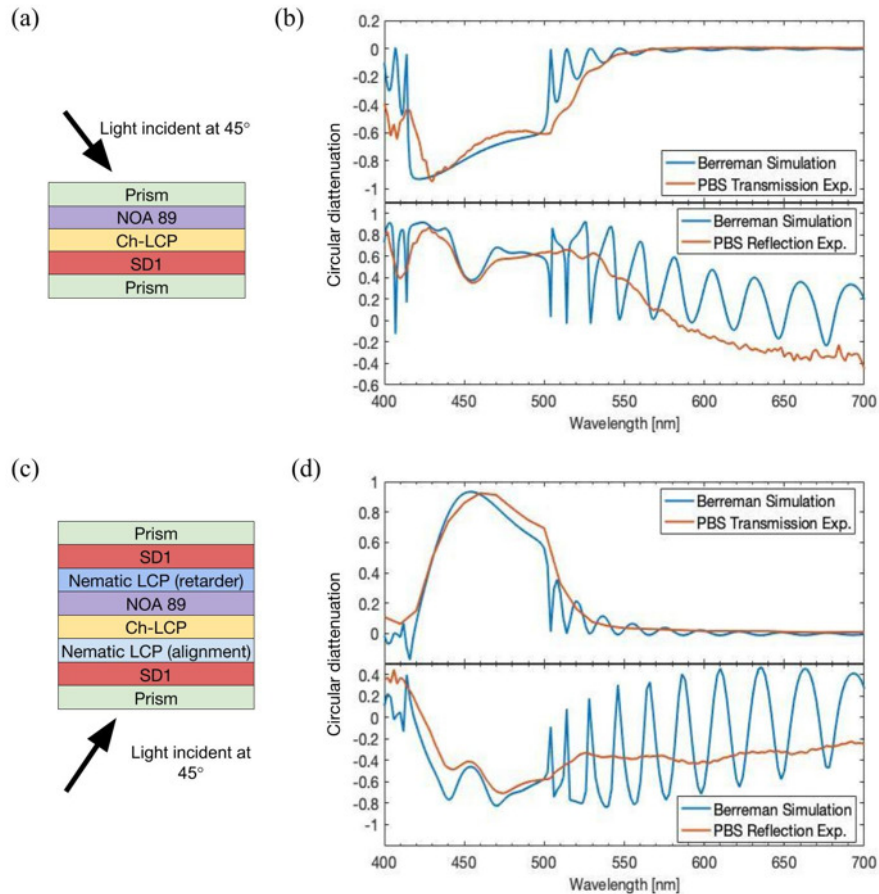 (a)
Light incident at 45°
Prism
NOA 89
Ch-LCP
SD1
Prism
(b)
Circular diattenuation
0.2
0
-0.2
-0.4
-0.6
-0.8
-1
Berreman Simulation
PBS Transmission Exp.
1
0.8
0.6
0.4
0.2
0
-0.2
-0.4
-0.6
Berreman Simulation
PBS Reflection Exp.
400 450 500 550 600 650 700
Wavelength [nm]
(c)
Prism
SD1
Nematic LCP (retarder)
NOA 89
Ch-LCP
Nematic LCP (alignment)
SD1
Prism
Light incident at
45°
(d)
Circular diattenuation
1
0.8
0.6
0.4
0.2
0
Berreman Simulation
PBS Transmission Exp.
0.4
0.2
0
-0.2
-0.4
-0.6
-0.8
-1
Berreman Simulation
PBS Reflection Exp.
400 450 500 550 600 650 700
Wavelength [nm]